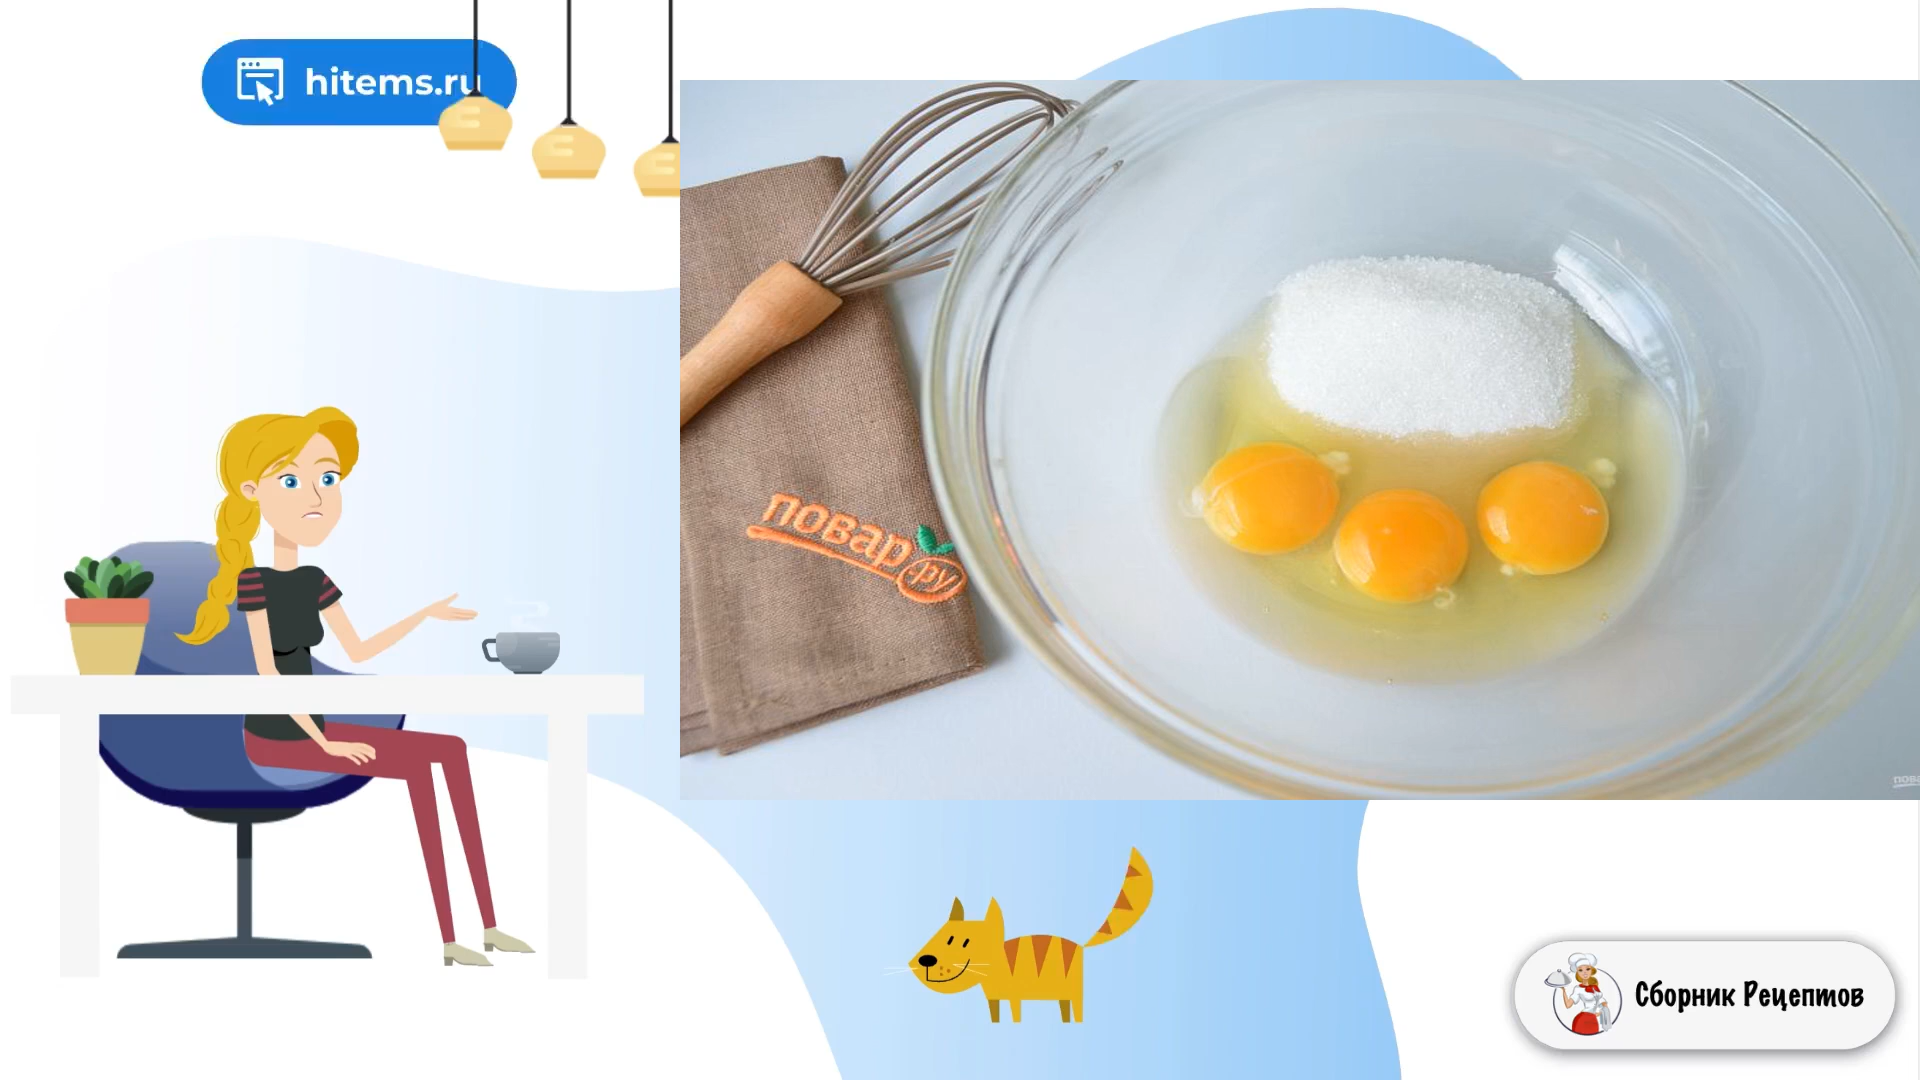 hitems.ru
повар
ру
Сборник Рецептов